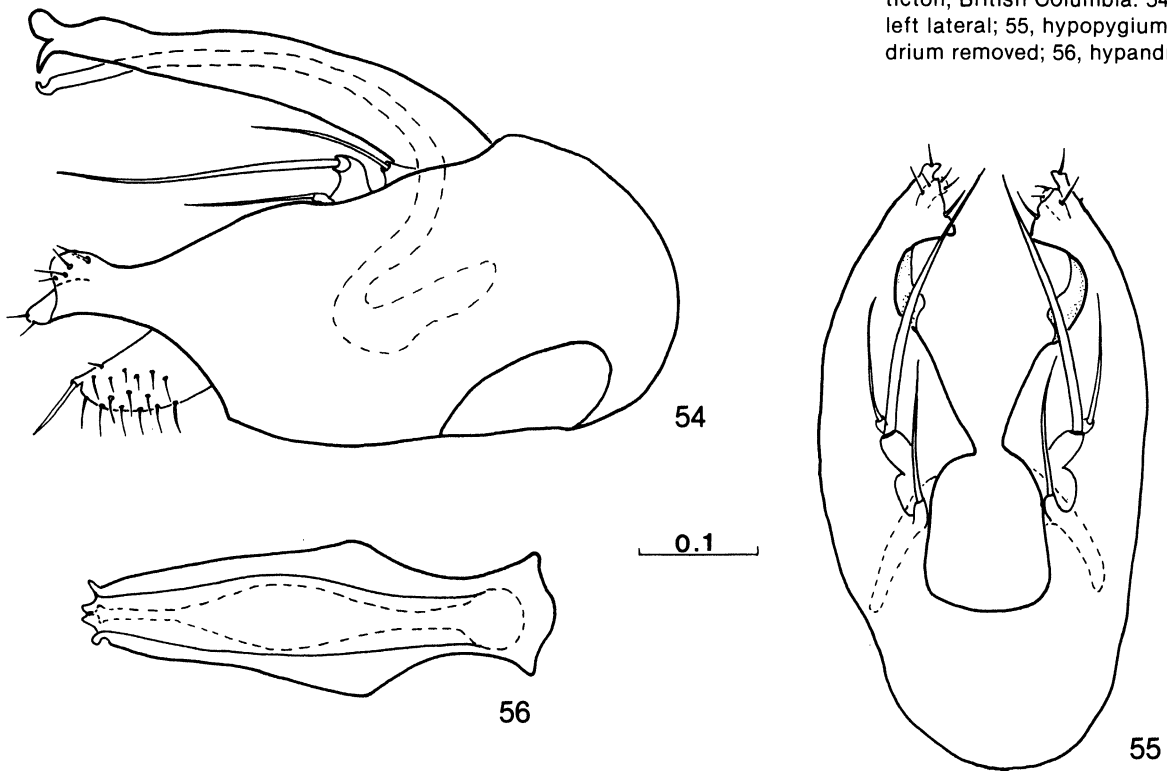 ticton, British Columbia. 54
left lateral; 55, hypopygium
drium removed; 56, hypand
54
0.1
56
55